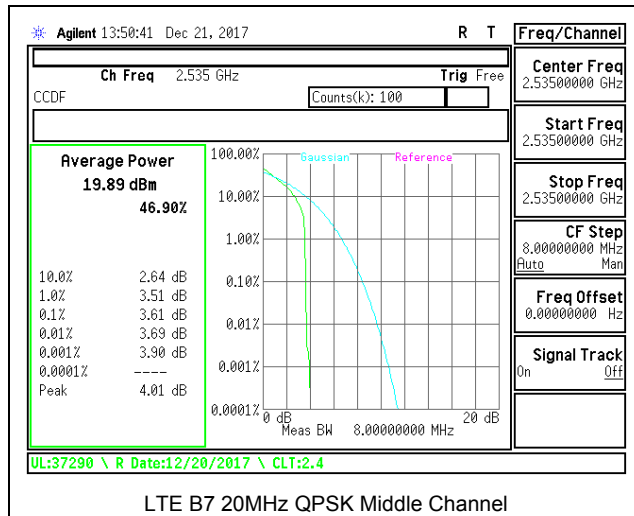 Agilent 13:50:41 Dec 21, 2017 R T
Freq/Channel
Ch Freq 2.535 GHz Trig Free
CCDF Counts(k): 100
Center Freq
2.53500000 GHz
Start Freq
2.53500000 GHz
Stop Freq
2.53500000 GHz
CF Step
8.00000000 MHz
Auto Man
Freq Offset
0.00000000 Hz
Signal Track
On Off
Average Power
19.89 dBm
46.90%
10.0% 2.64 dB
1.0% 3.51 dB
0.1% 3.61 dB
0.01% 3.69 dB
0.001% 3.90 dB
0.0001% ----
Peak 4.01 dB
Gaussian Reference
100.00%
10.00%
1.00%
0.10%
0.01%
0.001%
0.0001%
0 dB 20 dB
Meas BW 8.00000000 MHz
UL:37290 \ R Date:12/20/2017 \ CLT:2.4
LTE B7 20MHz QPSK Middle Channel